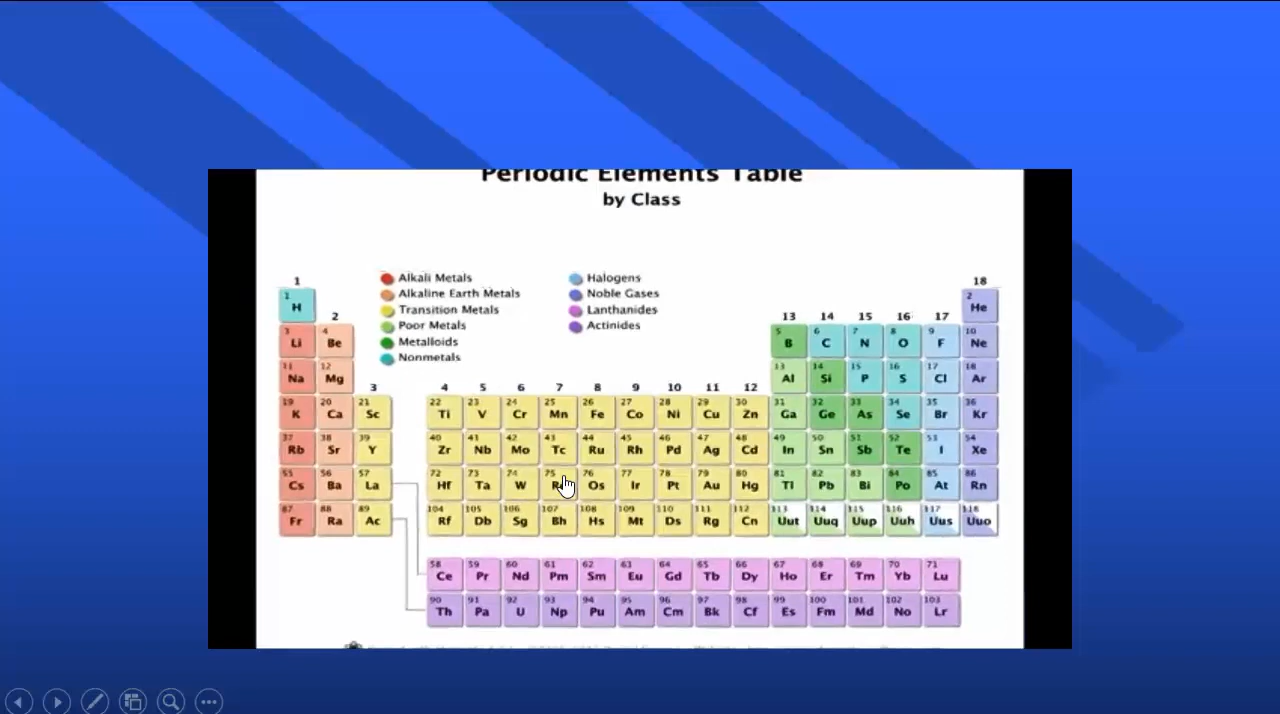 Periodic Elements Table
by Class
Alkali Metals
Alkaline Earth Metals
Transition Metals
Poor Metals
Metalloids
Nonmetals
Halogens
Noble Gases
Lanthanides
Actinides
1 18
1 H 2 He
2 13 14 15 16 17
3 Li 4 Be 5 B 6 C 7 N 8 O 9 F 10 Ne
11 Na 12 Mg 13 Al 14 Si 15 P 16 S 17 Cl 18 Ar
3 4 5 6 7 8 9 10 11 12
19 K 20 Ca 21 Sc 22 Ti 23 V 24 Cr 25 Mn 26 Fe 27 Co 28 Ni 29 Cu 30 Zn 31 Ga 32 Ge 33 As 34 Se 35 Br 36 Kr
37 Rb 38 Sr 39 Y 40 Zr 41 Nb 42 Mo 43 Tc 44 Ru 45 Rh 46 Pd 47 Ag 48 Cd 49 In 50 Sn 51 Sb 52 Te 53 I 54 Xe
55 Cs 56 Ba 57 La 72 Hf 73 Ta 74 W 75 76 Os 77 Ir 78 Pt 79 Au 80 Hg 81 Tl 82 Pb 83 Bi 84 Po 85 At 86 Rn
87 Fr 88 Ra 89 Ac 104 Rf 105 Db 106 Sg 107 Bh 108 Hs 109 Mt 110 Ds 111 Rg 112 Cn 113 Uut 114 Uuq 115 Uup 116 Uuh 117 Uus 118 Uuo
58 Ce 59 Pr 60 Nd 61 Pm 62 Sm 63 Eu 64 Gd 65 Tb 66 Dy 67 Ho 68 Er 69 Tm 70 Yb 71 Lu
90 Th 91 Pa 92 U 93 Np 94 Pu 95 Am 96 Cm 97 Bk 98 Cf 99 Es 100 Fm 101 Md 102 No 103 Lr